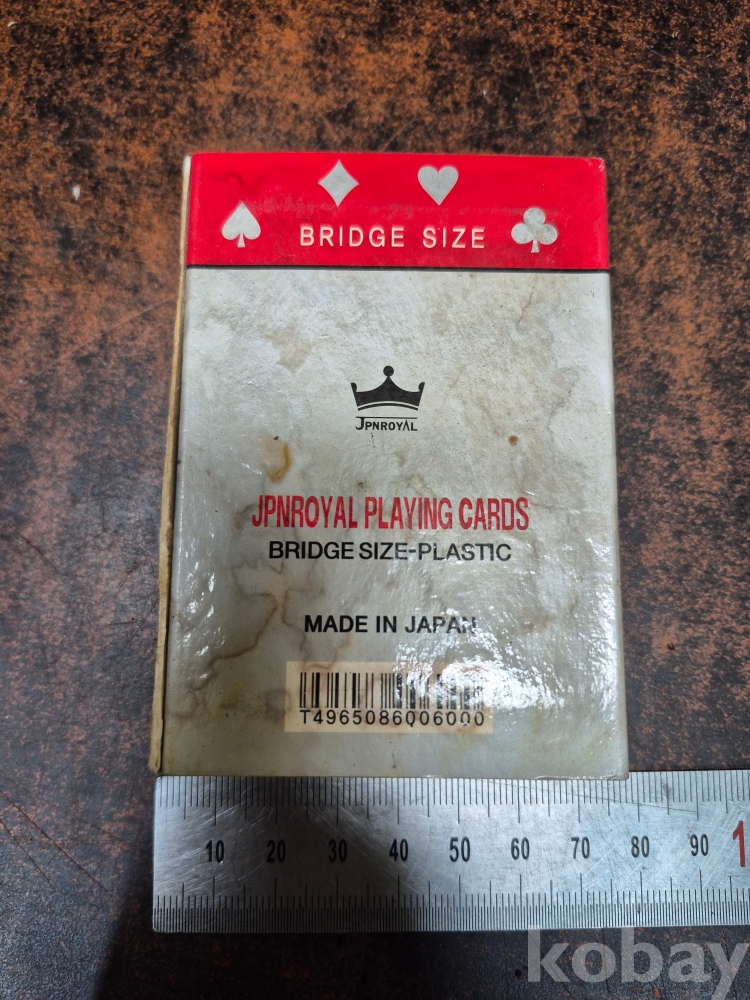 BRIDGE SIZE
JPNROYAL
JPNROYAL PLAYING CARDS
BRIDGE SIZE-PLASTIC
MADE IN JAPAN
T4965086006000
10 20 30 40 50 60 70 80 90 1
kobay